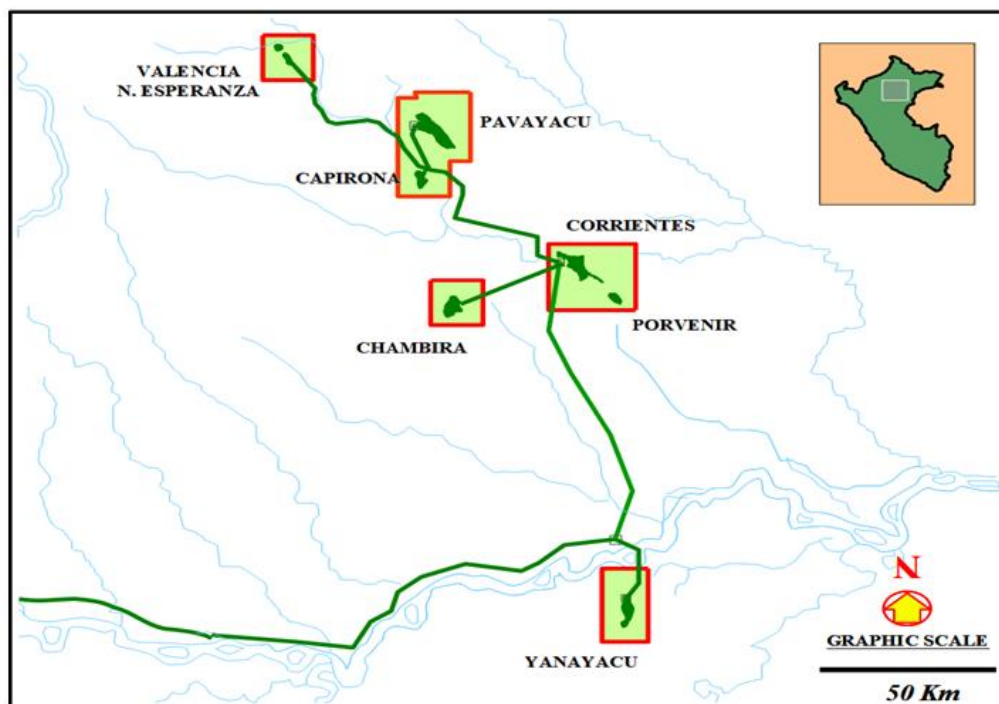 VALENCIA
N. ESPERANZA
PAVAYACU
CAPIRONA
CORRIENTES
CHAMBIRA
PORVENIR
YANAYACU
N
GRAPHIC SCALE
50 Km